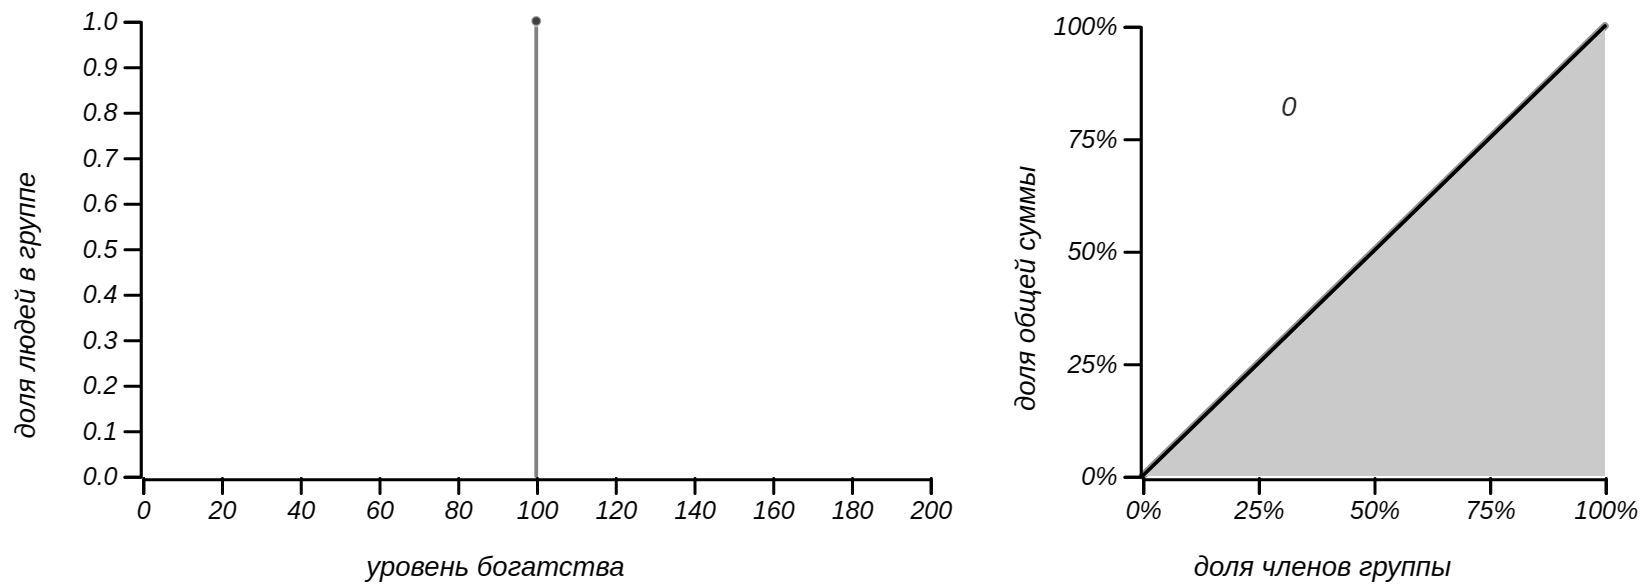 1.0
0.9
0.8
0.7
0.6
0.5
0.4
0.3
0.2
0.1
0.0
доля людей в группе
0 20 40 60 80 100 120 140 160 180 200
уровень богатства
100%
75%
50%
25%
0%
доля общей суммы
0
0% 25% 50% 75% 100%
доля членов группы